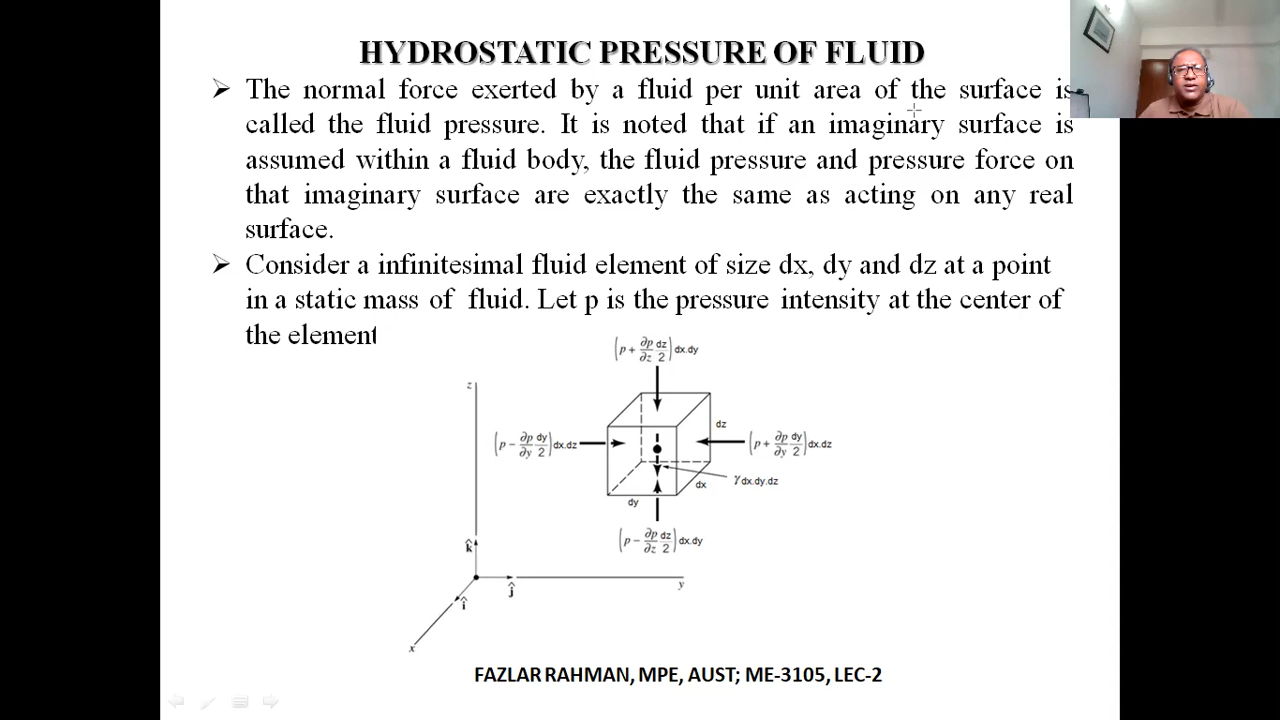 HYDROSTATIC PRESSURE OF FLUID
➢ The normal force exerted by a fluid per unit area of the surface is
called the fluid pressure. It is noted that if an imaginary surface is
assumed within a fluid body, the fluid pressure and pressure force on
that imaginary surface are exactly the same as acting on any real
surface.
➢ Consider a infinitesimal fluid element of size dx, dy and dz at a point
in a static mass of fluid. Let p is the pressure intensity at the center of
the element
(p + ∂p/∂z dz/2) dx.dy
z
dz
(p − ∂p/∂y dy/2) dx.dz
(p + ∂p/∂y dy/2) dx.dz
γ dx.dy.dz
dx
dy
(p − ∂p/∂z dz/2) dx.dy
k̂
ĵ
y
î
x
FAZLAR RAHMAN, MPE, AUST; ME-3105, LEC-2